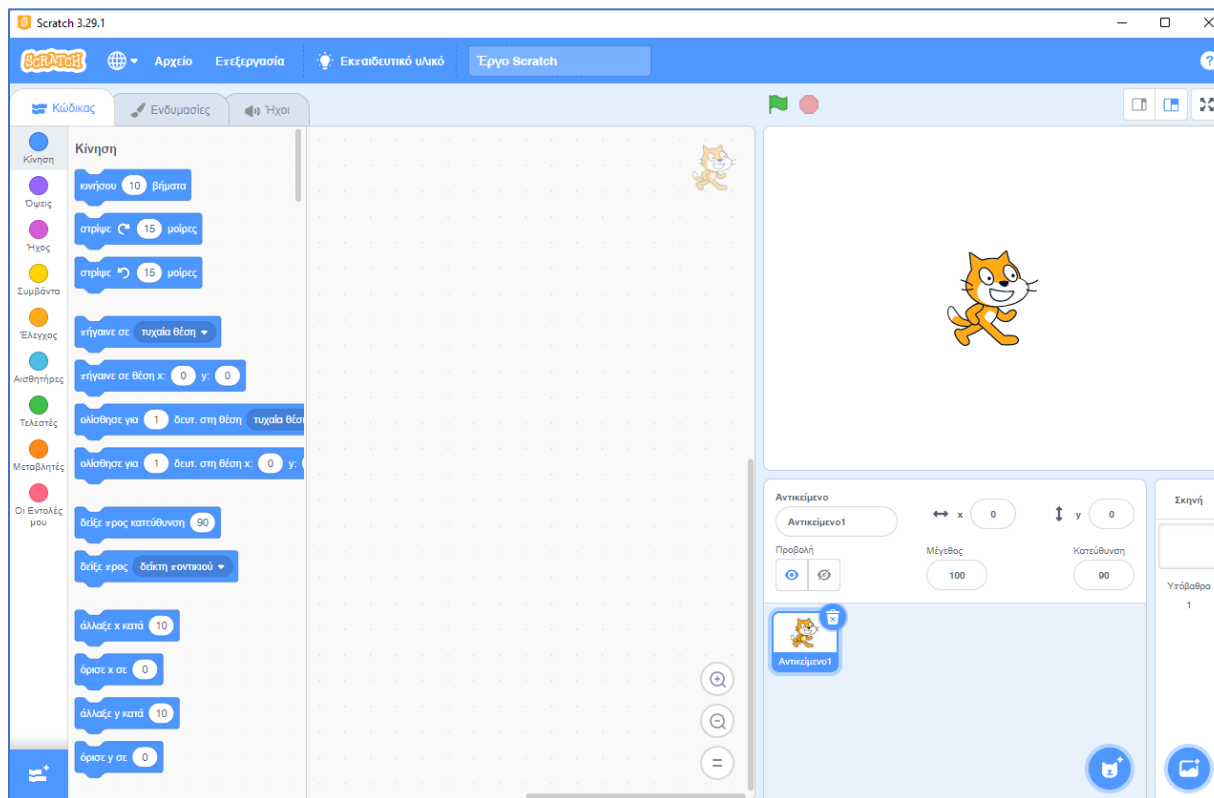 Scratch 3.29.1
SCRATCH Αρχείο Επεξεργασία Εκπαιδευτικό υλικό Έργο Scratch ?
Κώδικας Ενδυμασίες Ήχοι
Κίνηση
Όψεις
Ήχος
Συμβάντα
Έλεγχος
Αισθητήρες
Τελεστές
Μεταβλητές
Οι Εντολές
μου
Κίνηση
κινήσου 10 βήματα
στρίψε 15 μοίρες
στρίψε 15 μοίρες
πήγαινε σε τυχαία θέση
πήγαινε σε θέση x: 0 y: 0
ολίσθησε για 1 δευτ. στη θέση τυχαία θέσ
ολίσθησε για 1 δευτ. στη θέση x: 0 y:
δείξε προς κατεύθυνση 90
δείξε προς δείκτη ποντικιού
άλλαξε x κατά 10
όρισε x σε 0
άλλαξε y κατά 10
όρισε y σε 0
Αντικείμενο
Αντικείμενο1 x 0 y 0
Προβολή Μέγεθος Κατεύθυνση
100 90
Αντικείμενο1
Σκηνή
Υπόβαθρα
1